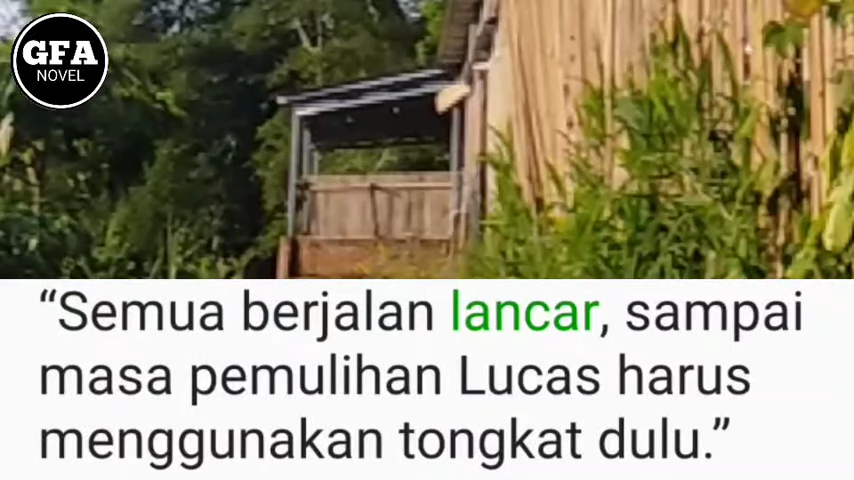 GFA
NOVEL
“Semua berjalan lancar, sampai
masa pemulihan Lucas harus
menggunakan tongkat dulu.”